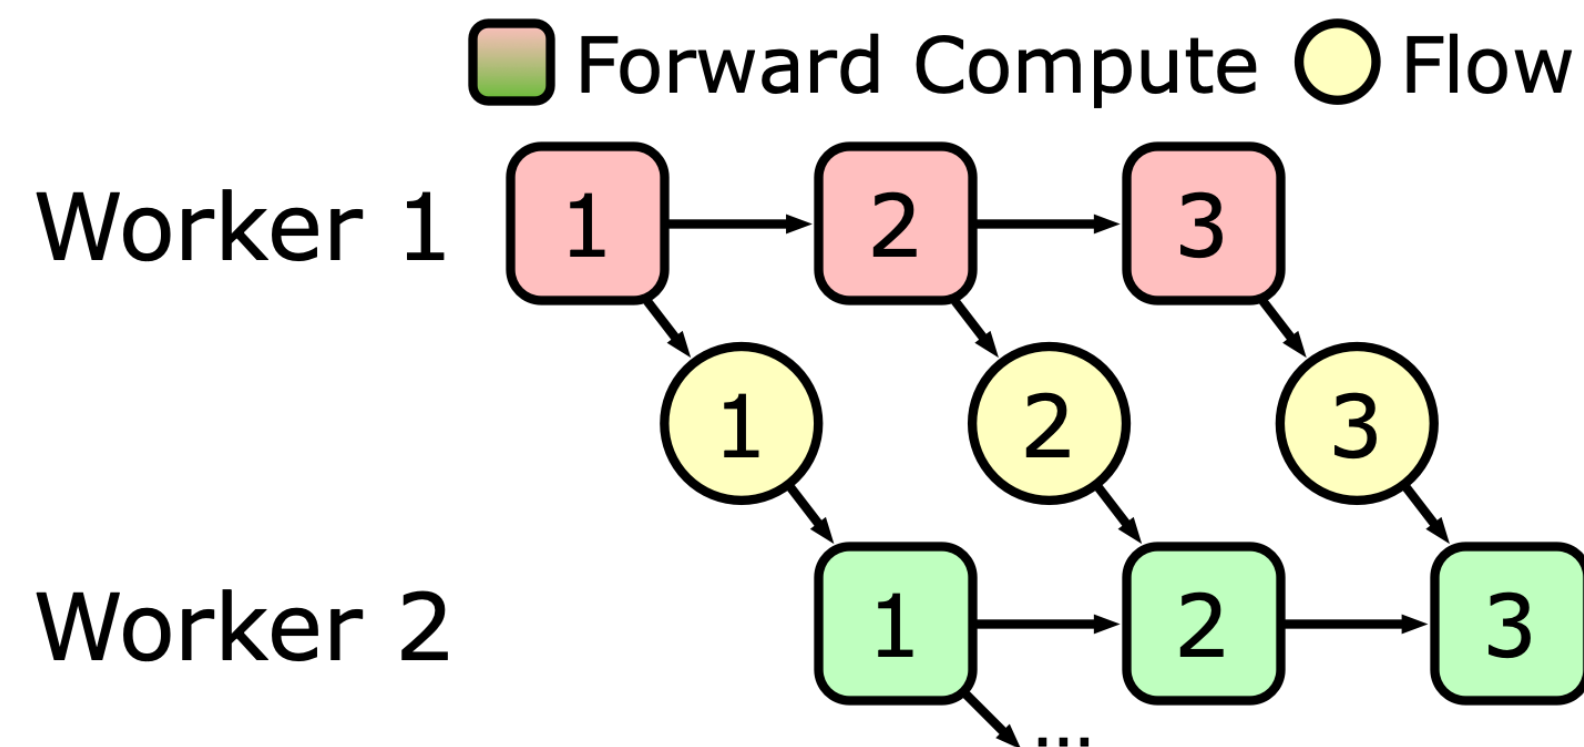 Forward Compute Flow
Worker 1 1 2 3
1 2 3
Worker 2 1 2 3
...